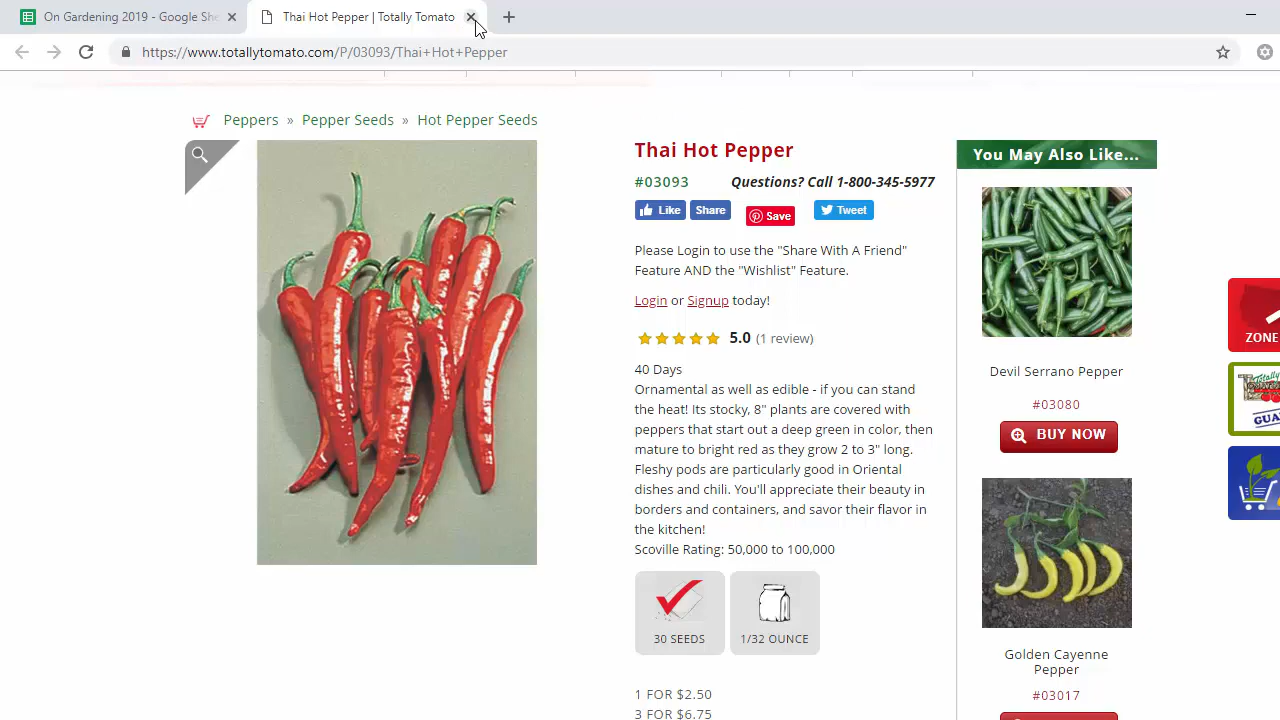 On Gardening 2019 - Google She
Thai Hot Pepper | Totally Tomato
https://www.totallytomato.com/P/03093/Thai+Hot+Pepper
Peppers » Pepper Seeds » Hot Pepper Seeds
Thai Hot Pepper
#03093 Questions? Call 1-800-345-5977
Like Share Save Tweet
Please Login to use the "Share With A Friend"
Feature AND the "Wishlist" Feature.
Login or Signup today!
5.0 (1 review)
40 Days
Ornamental as well as edible - if you can stand
the heat! Its stocky, 8" plants are covered with
peppers that start out a deep green in color, then
mature to bright red as they grow 2 to 3" long.
Fleshy pods are particularly good in Oriental
dishes and chili. You'll appreciate their beauty in
borders and containers, and savor their flavor in
the kitchen!
Scoville Rating: 50,000 to 100,000
30 SEEDS 1/32 OUNCE
1 FOR $2.50
3 FOR $6.75
You May Also Like...
Devil Serrano Pepper
#03080
BUY NOW
Golden Cayenne
Pepper
#03017
ZONE
Totally
GUA